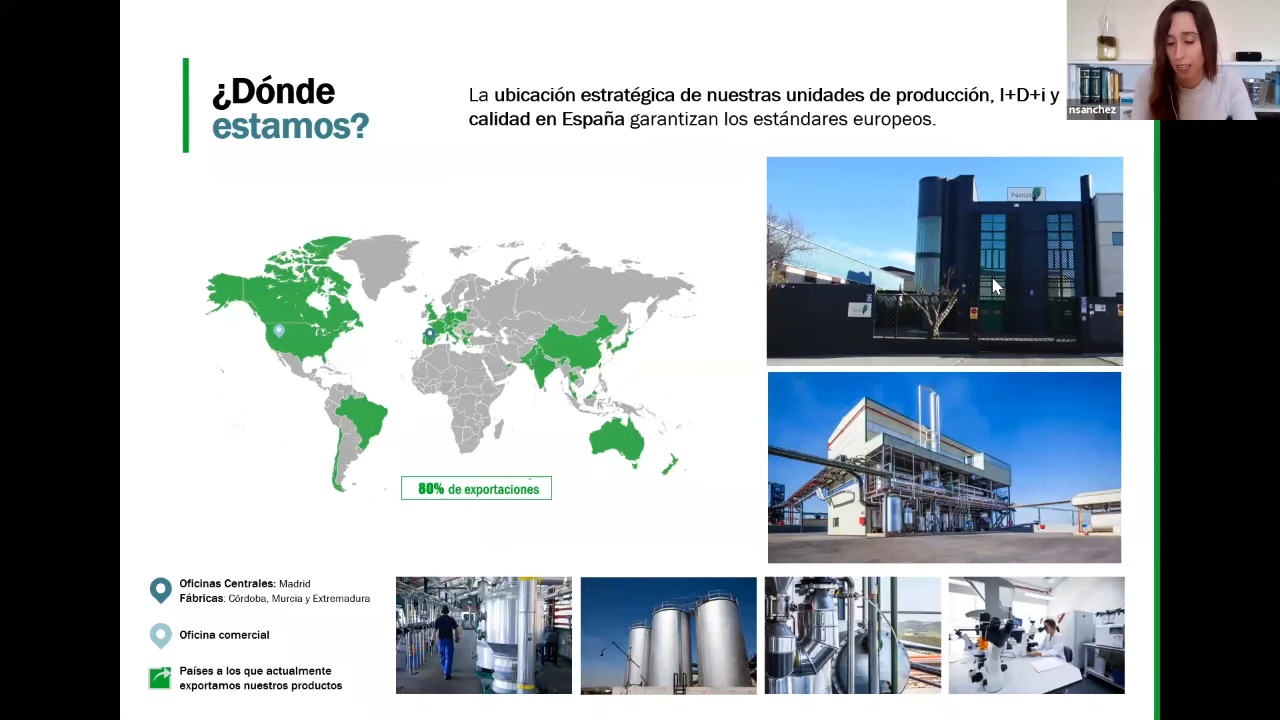 ¿Dónde
estamos?
La ubicación estratégica de nuestras unidades de producción, I+D+i y
calidad en España garantizan los estándares europeos.
nsanchez
80% de exportaciones
Oficinas Centrales: Madrid
Fábricas: Córdoba, Murcia y Extremadura
Oficina comercial
Países a los que actualmente
exportamos nuestros productos